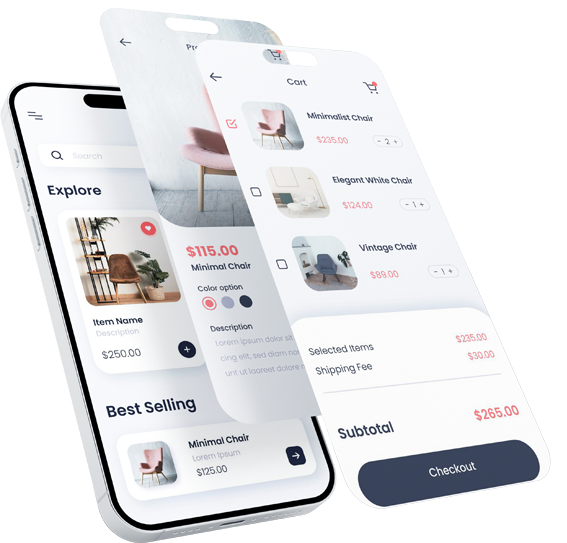 Search
Explore
Item Name
Description
$250.00
Best Selling
Minimal Chair
Lorem Ipsum
$125.00
$115.00
Minimal Chair
Color option
Description
Lorem ipsum dolor sit
cing elit, sed diam
unt ut laoreet dolore
Cart
Minimalist Chair
$235.00
- 2 +
Elegant White Chair
$124.00
- 1 +
Vintage Chair
$89.00
- 1 +
Selected Items
$235.00
Shipping Fee
$30.00
Subtotal
$265.00
Checkout